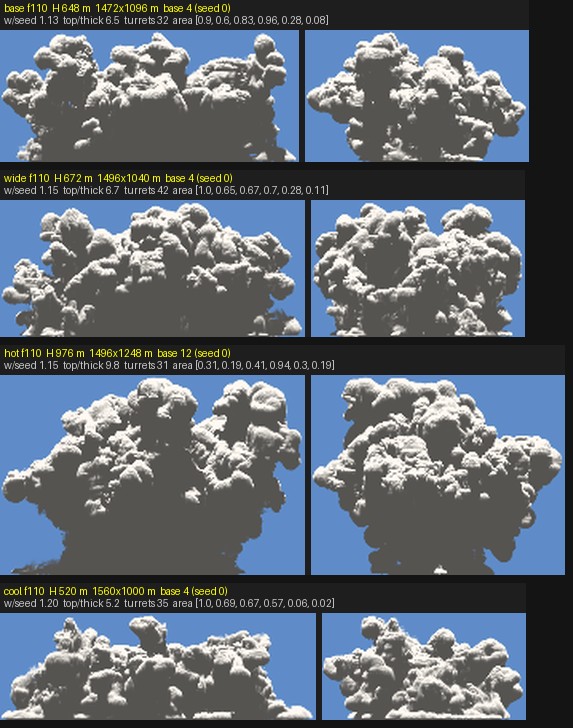 base f110 H 648 m 1472x1096 m base 4 (seed 0)
w/seed 1.13 top/thick 6.5 turrets 32 area [0.9, 0.6, 0.83, 0.96, 0.28, 0.08]
wide f110 H 672 m 1496x1040 m base 4 (seed 0)
w/seed 1.15 top/thick 6.7 turrets 42 area [1.0, 0.65, 0.67, 0.7, 0.28, 0.11]
hot f110 H 976 m 1496x1248 m base 12 (seed 0)
w/seed 1.15 top/thick 9.8 turrets 31 area [0.31, 0.19, 0.41, 0.94, 0.3, 0.19]
cool f110 H 520 m 1560x1000 m base 4 (seed 0)
w/seed 1.20 top/thick 5.2 turrets 35 area [1.0, 0.69, 0.67, 0.57, 0.06, 0.02]